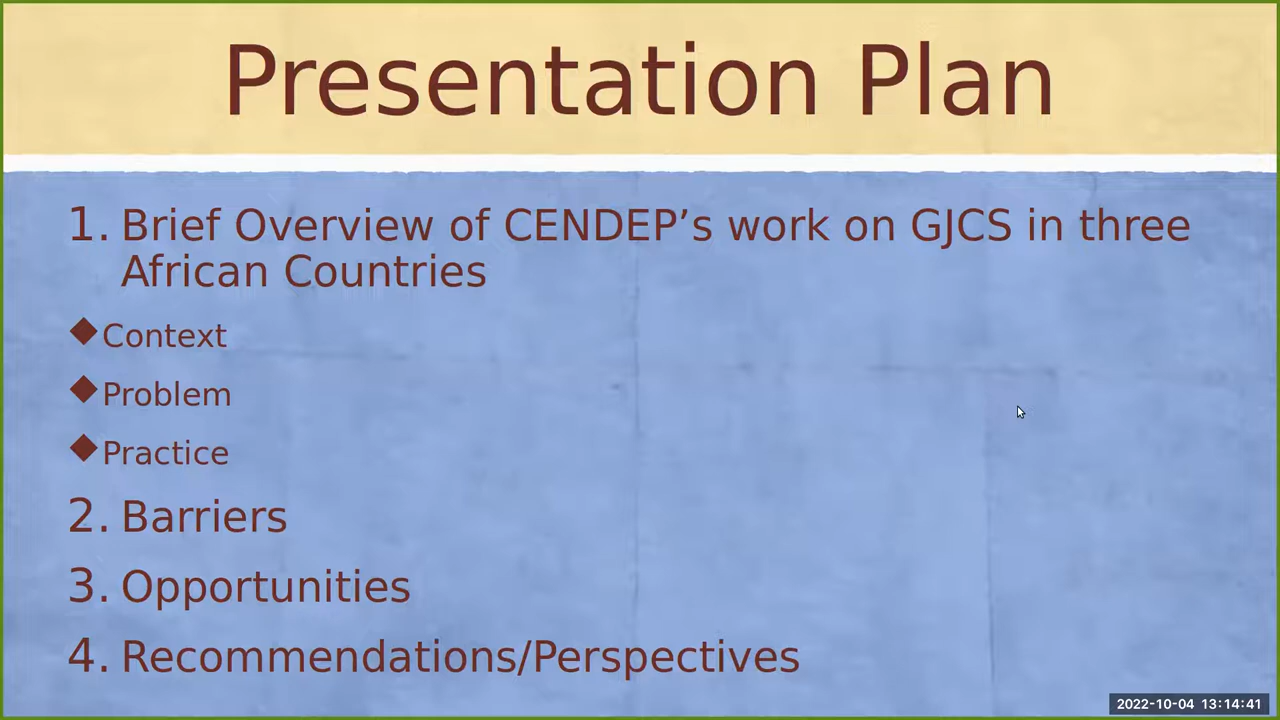 Presentation Plan
1. Brief Overview of CENDEP’s work on GJCS in three
African Countries
◆Context
◆Problem
◆Practice
2. Barriers
3. Opportunities
4. Recommendations/Perspectives
2022-10-04 13:14:41